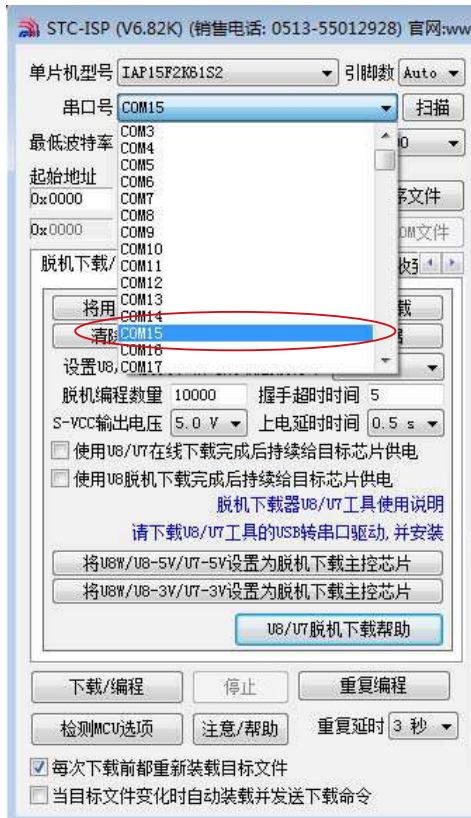 STC-ISP (V6.82K) (销售电话: 0513-55012928) 官网:ww
单片机型号 IAP15F2K61S2 引脚数 Auto
串口号 COM15 扫描
最低波特率
COM3
COM4
COM5
COM6
COM7
COM8
COM9
COM10
COM11
COM12
COM13
COM14
COM15
COM16
COM17
起始地址
0x0000 序文件
0x0000 OM文件
脱机下载/ 收到
将用 载
清除
设置U8,
脱机编程数量 10000 握手超时时间 5
S-VCC输出电压 5.0 V 上电延时时间 0.5 s
使用U8/U7在线下载完成后持续给目标芯片供电
使用U8脱机下载完成后持续给目标芯片供电
脱机下载器U8/U7工具使用说明
请下载U8/U7工具的USB转串口驱动,并安装
将U8W/U8-5V/U7-5V设置为脱机下载主控芯片
将U8W/U8-3V/U7-3V设置为脱机下载主控芯片
U8/U7脱机下载帮助
下载/编程 停止 重复编程
检测MCU选项 注意/帮助 重复延时 3 秒
每次下载前都重新装载目标文件
当目标文件变化时自动装载并发送下载命令